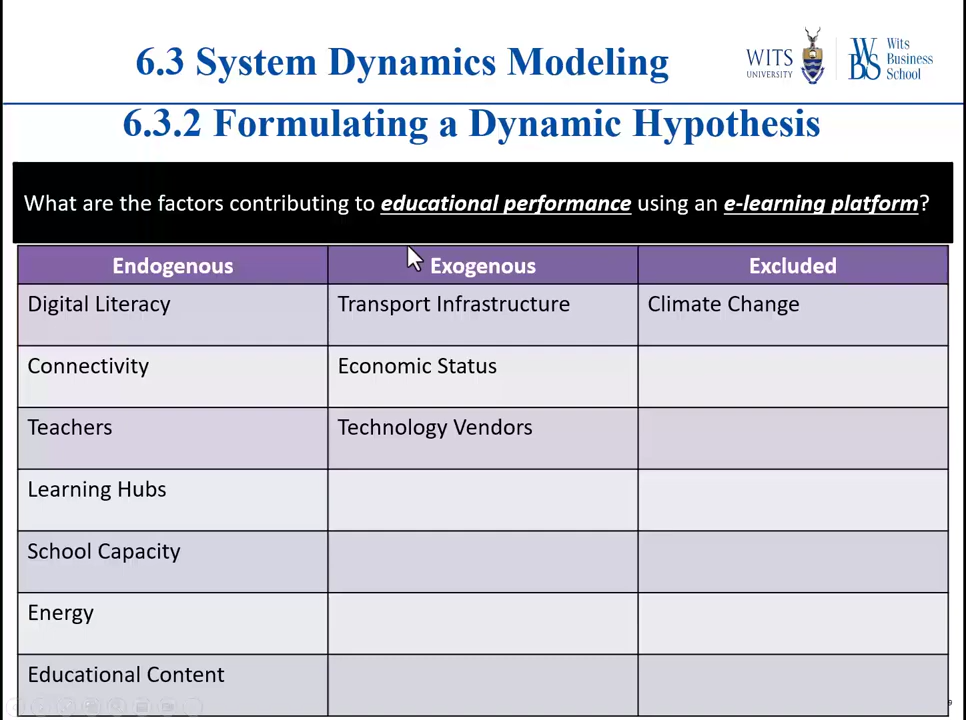 6.3 System Dynamics Modeling
WITS
UNIVERSITY
WBS
Wits
Business
School
6.3.2 Formulating a Dynamic Hypothesis
What are the factors contributing to educational performance using an e-learning platform?
Endogenous Exogenous Excluded
Digital Literacy Transport Infrastructure Climate Change
Connectivity Economic Status
Teachers Technology Vendors
Learning Hubs
School Capacity
Energy
Educational Content